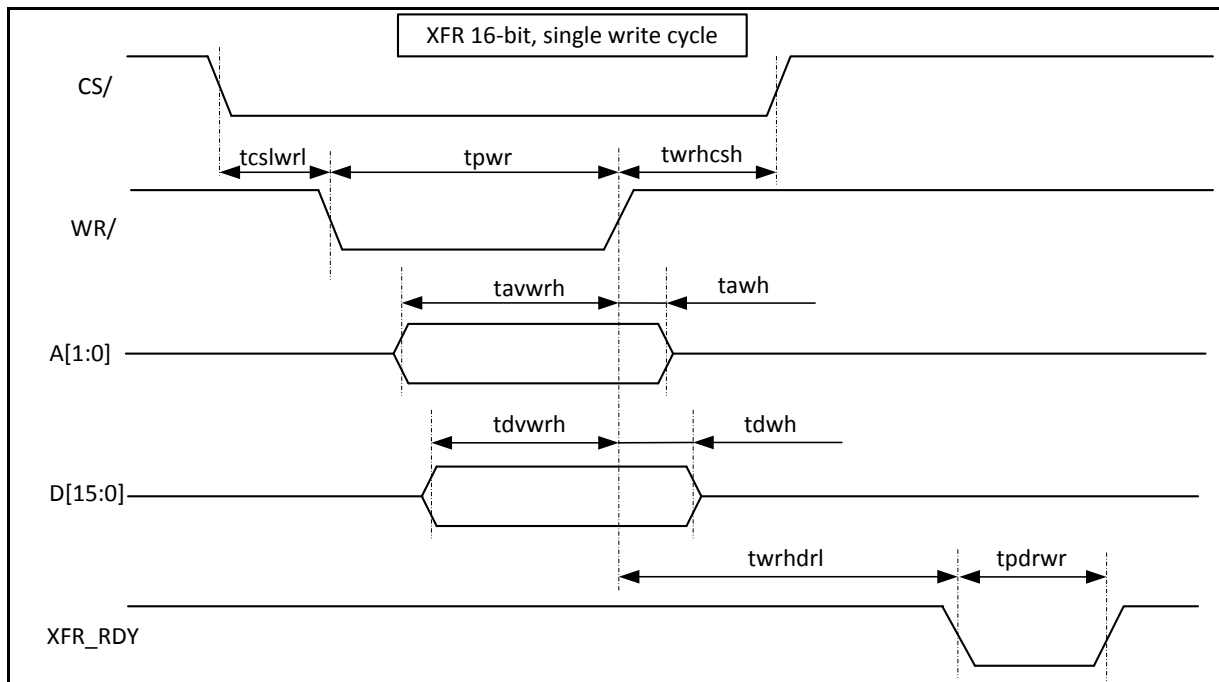 XFR 16-bit, single write cycle
CS/
tcslwrl tpwr twrhcsh
WR/
tavwrh tawh
A[1:0]
tdvwrh tdwh
D[15:0]
twrhdrl tpdrwr
XFR_RDY